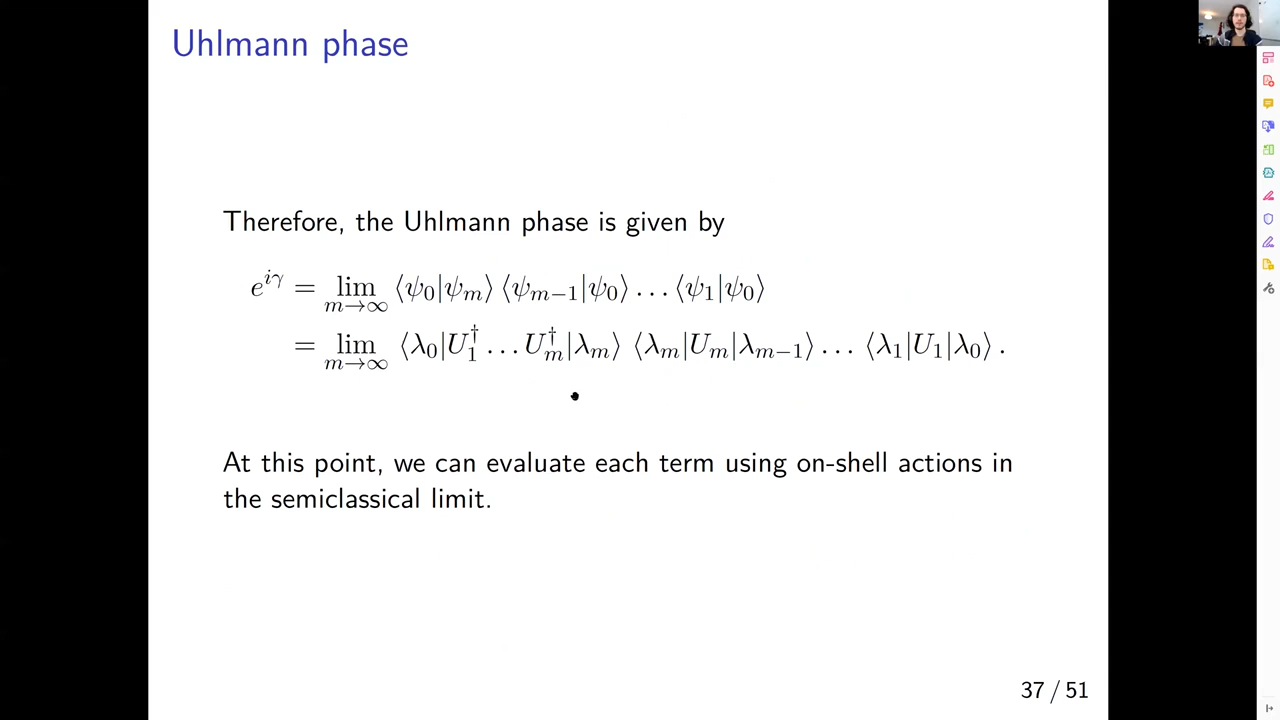 Uhlmann phase
Therefore, the Uhlmann phase is given by
e^{iγ} = lim_{m→∞} ⟨ψ_0|ψ_m⟩ ⟨ψ_{m−1}|ψ_0⟩ … ⟨ψ_1|ψ_0⟩
= lim_{m→∞} ⟨λ_0|U_1^† … U_m^†|λ_m⟩ ⟨λ_m|U_m|λ_{m−1}⟩ … ⟨λ_1|U_1|λ_0⟩ .
At this point, we can evaluate each term using on-shell actions in
the semiclassical limit.
37 / 51